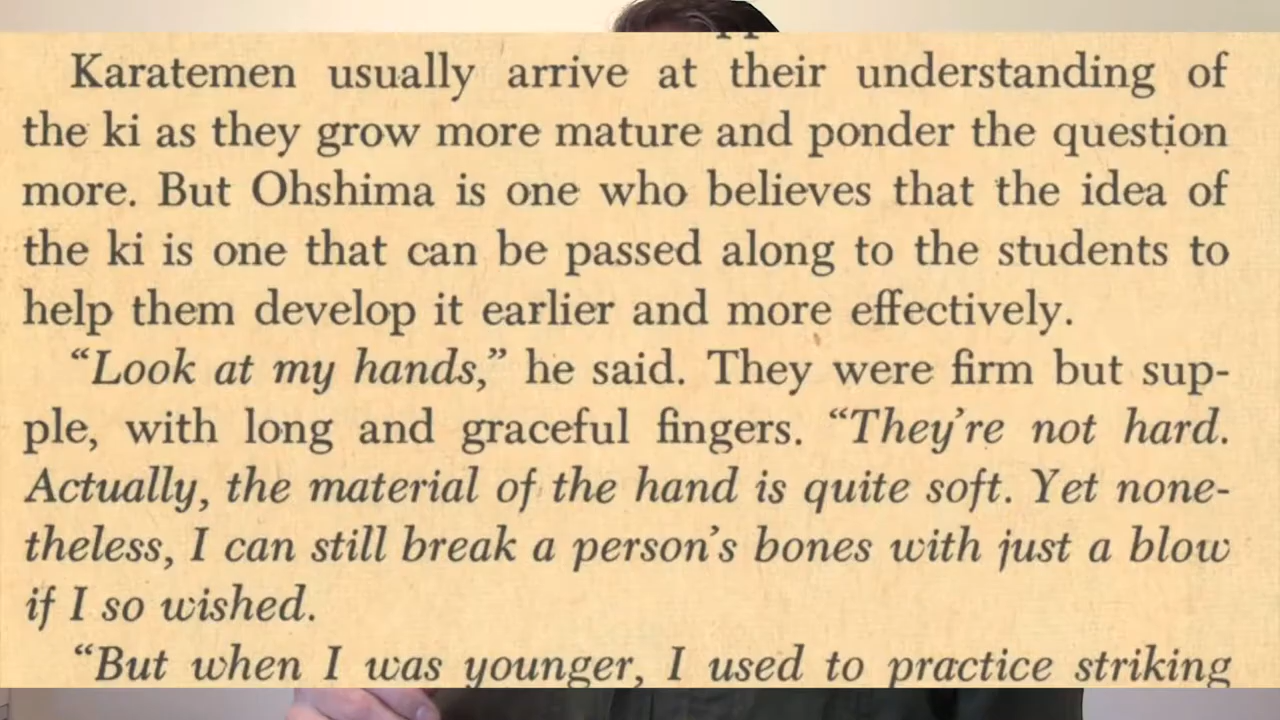 Karatemen usually arrive at their understanding of
the ki as they grow more mature and ponder the question
more. But Ohshima is one who believes that the idea of
the ki is one that can be passed along to the students to
help them develop it earlier and more effectively.
“Look at my hands,” he said. They were firm but sup-
ple, with long and graceful fingers. “They’re not hard.
Actually, the material of the hand is quite soft. Yet none-
theless, I can still break a person’s bones with just a blow
if I so wished.
“But when I was younger, I used to practice striking